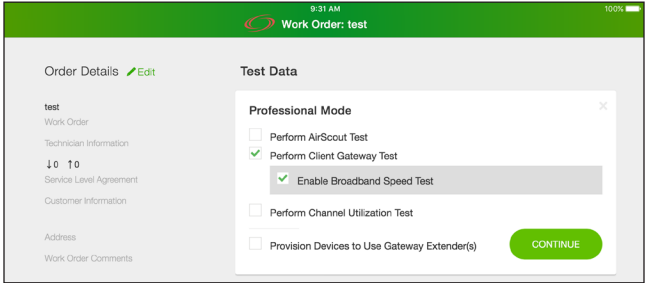 9:31 AM
100%
Work Order: test
Order Details Edit
test
Work Order
Technician Information
↓0 ↑0
Service Level Agreement
Customer Information
Address
Work Order Comments
Test Data
Professional Mode
Perform AirScout Test
Perform Client Gateway Test
Enable Broadband Speed Test
Perform Channel Utilization Test
Provision Devices to Use Gateway Extender(s)
CONTINUE